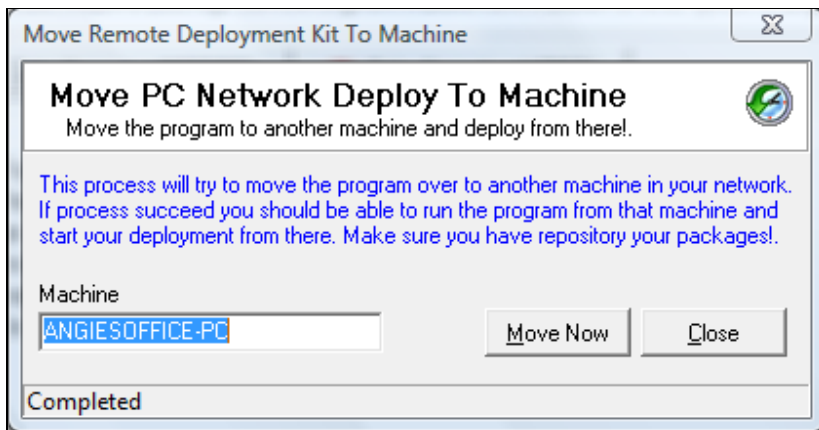 Move Remote Deployment Kit To Machine
Move PC Network Deploy To Machine
Move the program to another machine and deploy from there!.
This process will try to move the program over to another machine in your network.
If process succeed you should be able to run the program from that machine and
start your deployment from there. Make sure you have repository your packages!.
Machine
ANGIESOFFICE-PC
Move Now
Close
Completed